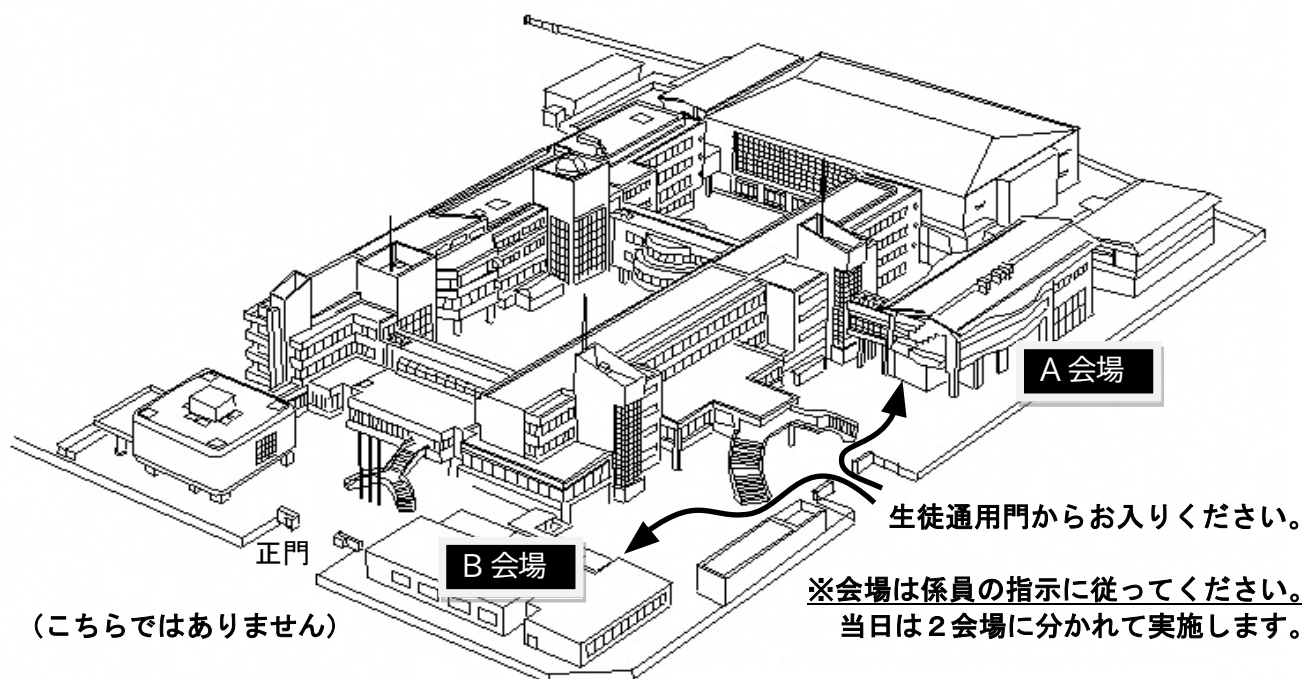 A 会場
生徒通用門からお入りください。
正門
B 会場
※会場は係員の指示に従ってください。
(こちらではありません)
当日は２会場に分かれて実施します。